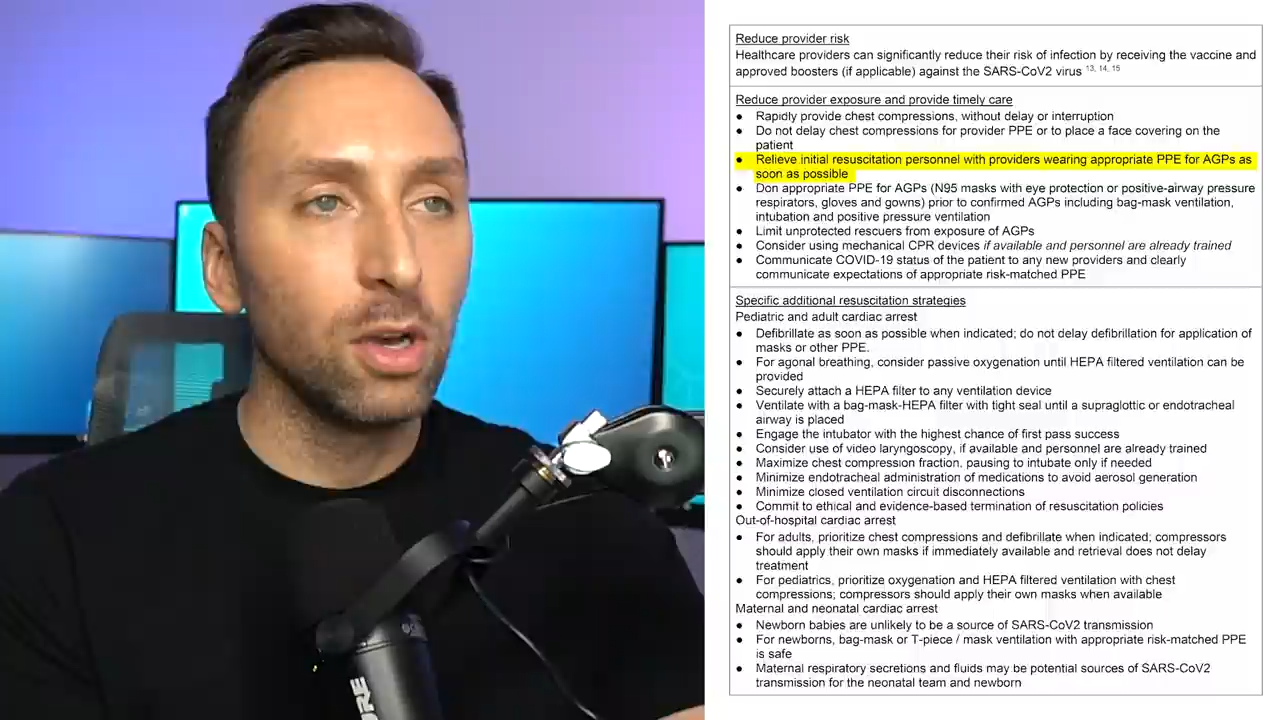 Reduce provider risk
Healthcare providers can significantly reduce their risk of infection by receiving the vaccine and
approved boosters (if applicable) against the SARS-CoV2 virus 13, 14, 15
Reduce provider exposure and provide timely care
● Rapidly provide chest compressions, without delay or interruption
● Do not delay chest compressions for provider PPE or to place a face covering on the
patient
● Relieve initial resuscitation personnel with providers wearing appropriate PPE for AGPs as
soon as possible
● Don appropriate PPE for AGPs (N95 masks with eye protection or positive-airway pressure
respirators, gloves and gowns) prior to confirmed AGPs including bag-mask ventilation,
intubation and positive pressure ventilation
● Limit unprotected rescuers from exposure of AGPs
● Consider using mechanical CPR devices if available and personnel are already trained
● Communicate COVID-19 status of the patient to any new providers and clearly
communicate expectations of appropriate risk-matched PPE
Specific additional resuscitation strategies
Pediatric and adult cardiac arrest
● Defibrillate as soon as possible when indicated; do not delay defibrillation for application of
masks or other PPE.
● For agonal breathing, consider passive oxygenation until HEPA filtered ventilation can be
provided
● Securely attach a HEPA filter to any ventilation device
● Ventilate with a bag-mask-HEPA filter with tight seal until a supraglottic or endotracheal
airway is placed
● Engage the intubator with the highest chance of first pass success
● Consider use of video laryngoscopy, if available and personnel are already trained
● Maximize chest compression fraction, pausing to intubate only if needed
● Minimize endotracheal administration of medications to avoid aerosol generation
● Minimize closed ventilation circuit disconnections
● Commit to ethical and evidence-based termination of resuscitation policies
Out-of-hospital cardiac arrest
● For adults, prioritize chest compressions and defibrillate when indicated; compressors
should apply their own masks if immediately available and retrieval does not delay
treatment
● For pediatrics, prioritize oxygenation and HEPA filtered ventilation with chest
compressions; compressors should apply their own masks when available
Maternal and neonatal cardiac arrest
● Newborn babies are unlikely to be a source of SARS-CoV2 transmission
● For newborns, bag-mask or T-piece / mask ventilation with appropriate risk-matched PPE
is safe
● Maternal respiratory secretions and fluids may be potential sources of SARS-CoV2
transmission for the neonatal team and newborn